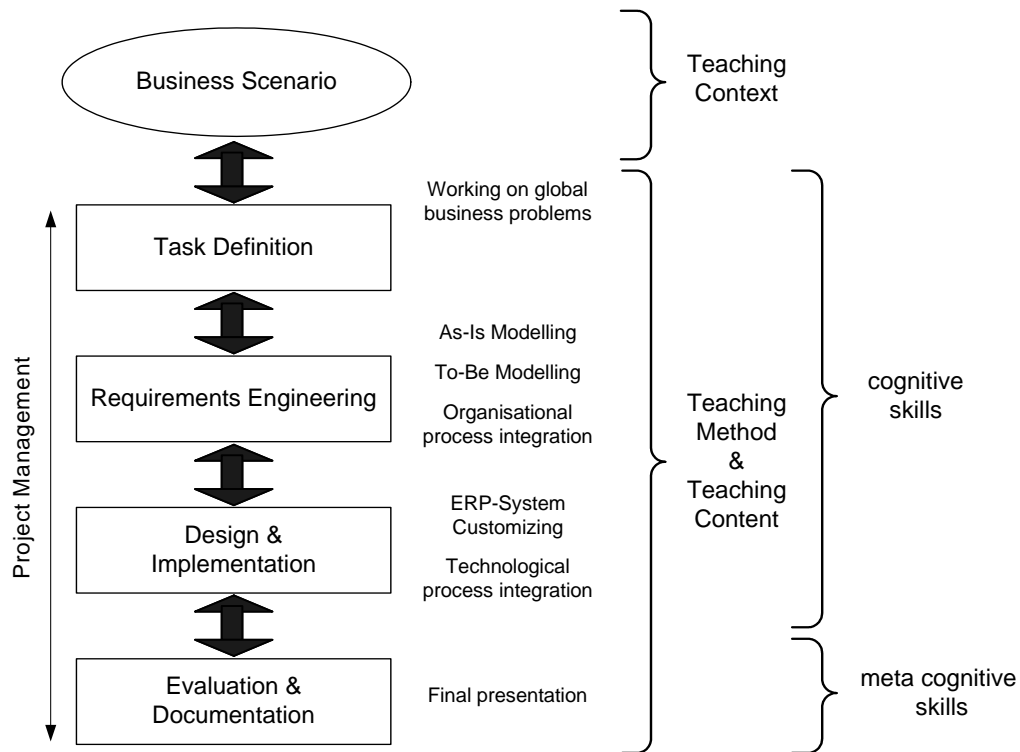 Business Scenario
Teaching
Context
Working on global
business problems
Task Definition
As-Is Modelling
To-Be Modelling
Requirements Engineering
Organisational
process integration
Project Management
Teaching
Method
&
Teaching
Content
cognitive
skills
ERP-System
Customizing
Design &
Implementation
Technological
process integration
Evaluation &
Documentation
Final presentation
meta cognitive
skills